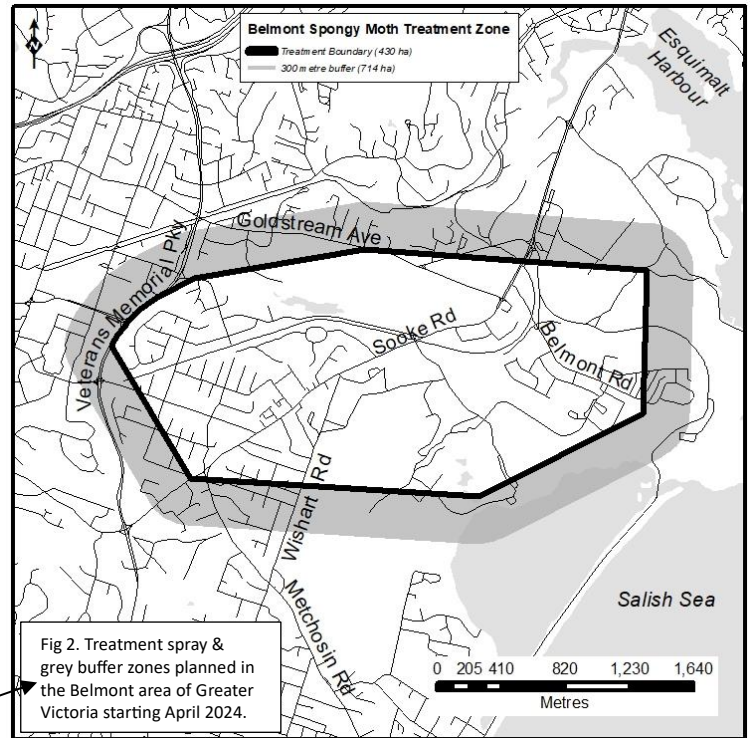 Belmont Spongy Moth Treatment Zone
Treatment Boundary (430 ha)
300 metre buffer (714 ha)
N
Esquimalt
Harbour
Goldstream Ave
Veterans Memorial Pky
Sooke Rd
Belmont Rd
Wishart Rd
Metchosin Rd
Salish Sea
Fig 2. Treatment spray &
grey buffer zones planned in
the Belmont area of Greater
Victoria starting April 2024.
0 205 410 820 1,230 1,640
Metres